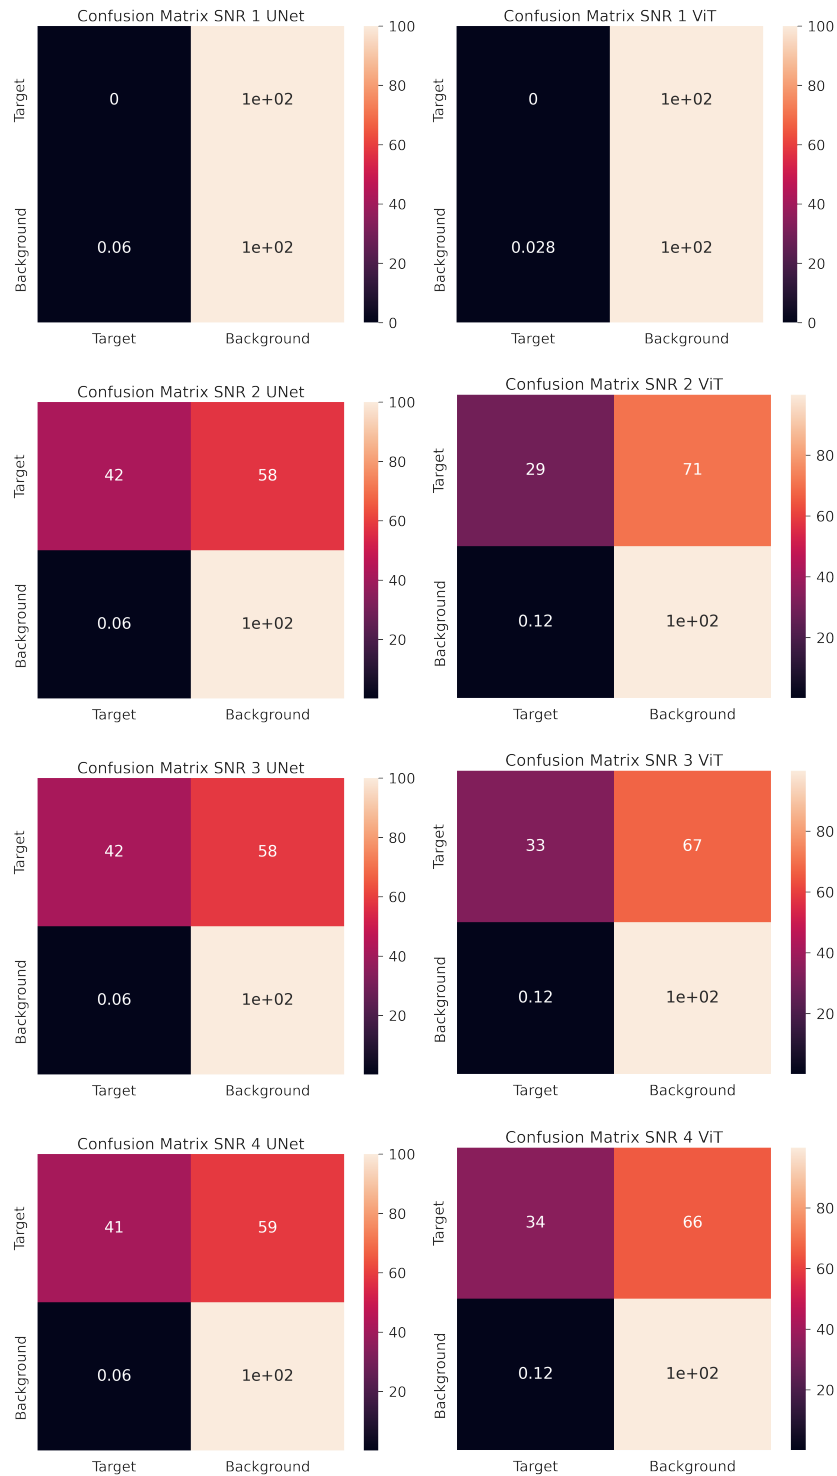 Confusion Matrix SNR 1 UNet
100
80
60
40
20
0
Target
Background
0
1e+02
0.06
1e+02
Target
Background
Confusion Matrix SNR 1 ViT
100
80
60
40
20
0
Target
Background
0
1e+02
0.028
1e+02
Target
Background
Confusion Matrix SNR 2 UNet
100
80
60
40
20
Target
Background
42
58
0.06
1e+02
Target
Background
Confusion Matrix SNR 2 ViT
80
60
40
20
Target
Background
29
71
0.12
1e+02
Target
Background
Confusion Matrix SNR 3 UNet
100
80
60
40
20
Target
Background
42
58
0.06
1e+02
Target
Background
Confusion Matrix SNR 3 ViT
80
60
40
20
Target
Background
33
67
0.12
1e+02
Target
Background
Confusion Matrix SNR 4 UNet
100
80
60
40
20
Target
Background
41
59
0.06
1e+02
Target
Background
Confusion Matrix SNR 4 ViT
80
60
40
20
Target
Background
34
66
0.12
1e+02
Target
Background